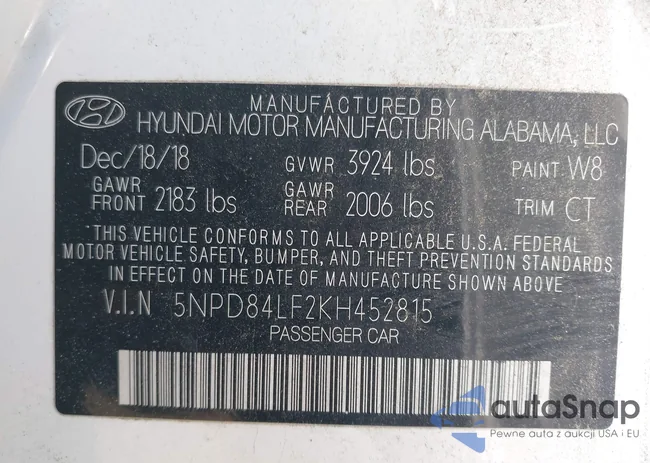 MANUFACTURED BY
HYUNDAI MOTOR MANUFACTURING ALABAMA, LLC
Dec/18/18 GVWR 3924 lbs PAINT W8
GAWR FRONT 2183 lbs GAWR REAR 2006 lbs TRIM CT
THIS VEHICLE CONFORMS TO ALL APPLICABLE U.S.A. FEDERAL
MOTOR VEHICLE SAFETY, BUMPER, AND THEFT PREVENTION STANDARDS
IN EFFECT ON THE DATE OF MANUFACTURE SHOWN ABOVE
V.I.N 5NPD84LF2KH452815
PASSENGER CAR
autaSnap
Pewne auta z aukcji USA i EU